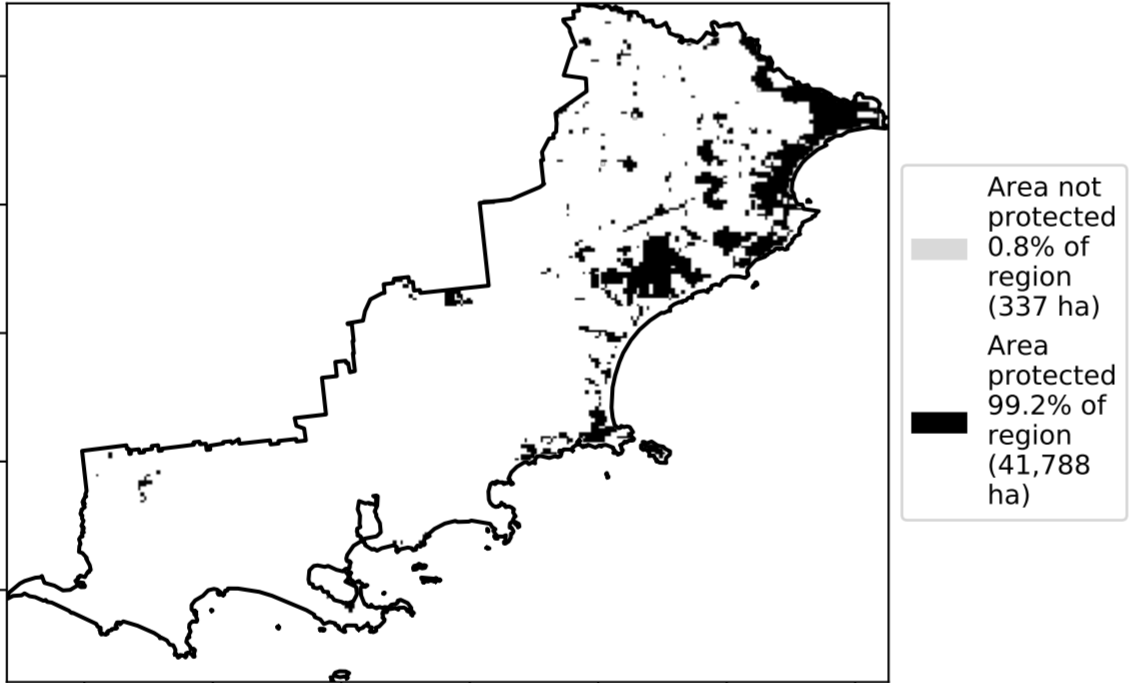 Area not
protected
0.8% of
region
(337 ha)
Area
protected
99.2% of
region
(41,788
ha)